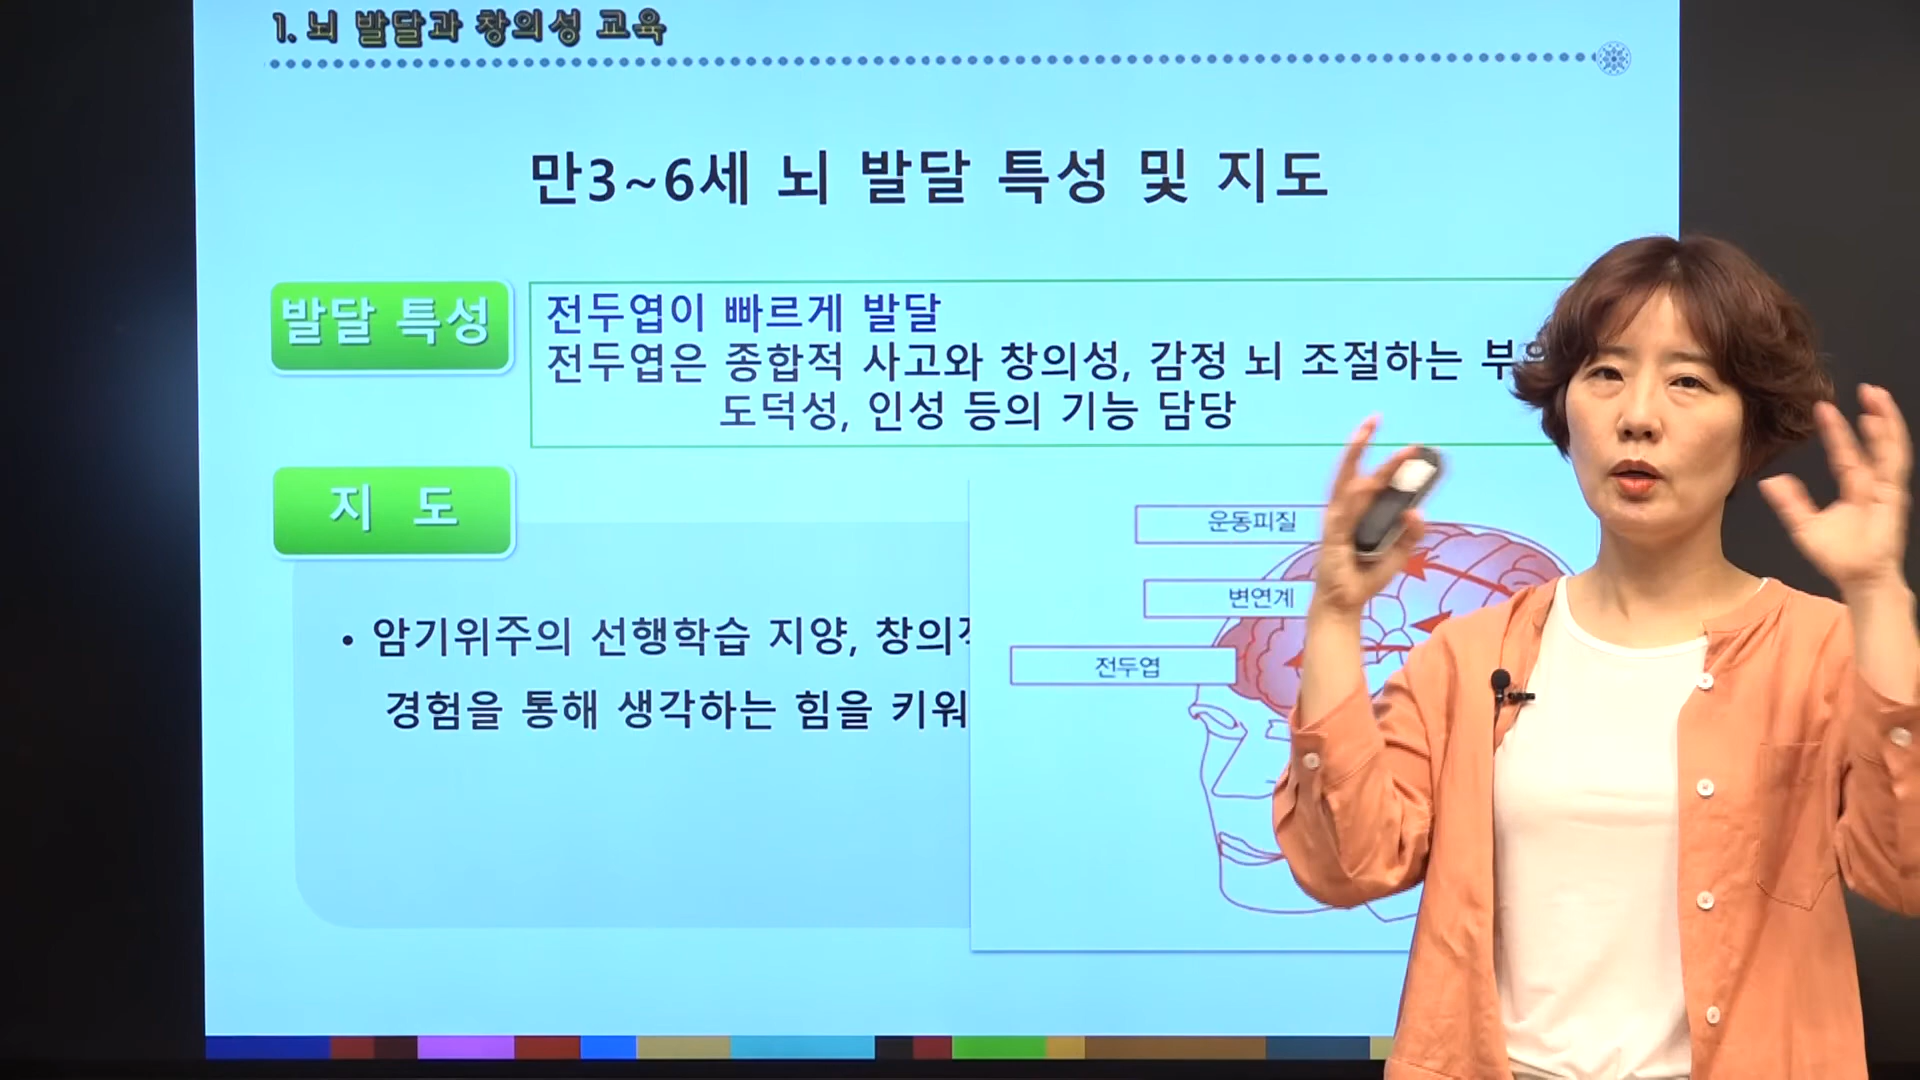 1. 뇌 발달과 창의성 교육
만3~6세 뇌 발달 특성 및 지도
발달 특성
전두엽이 빠르게 발달
전두엽은 종합적 사고와 창의성, 감정 뇌 조절하는
도덕성, 인성 등의 기능 담당
지 도
운동피질
변연계
전두엽
• 암기위주의 선행학습 지양,
경험을 통해 생각하는 힘을